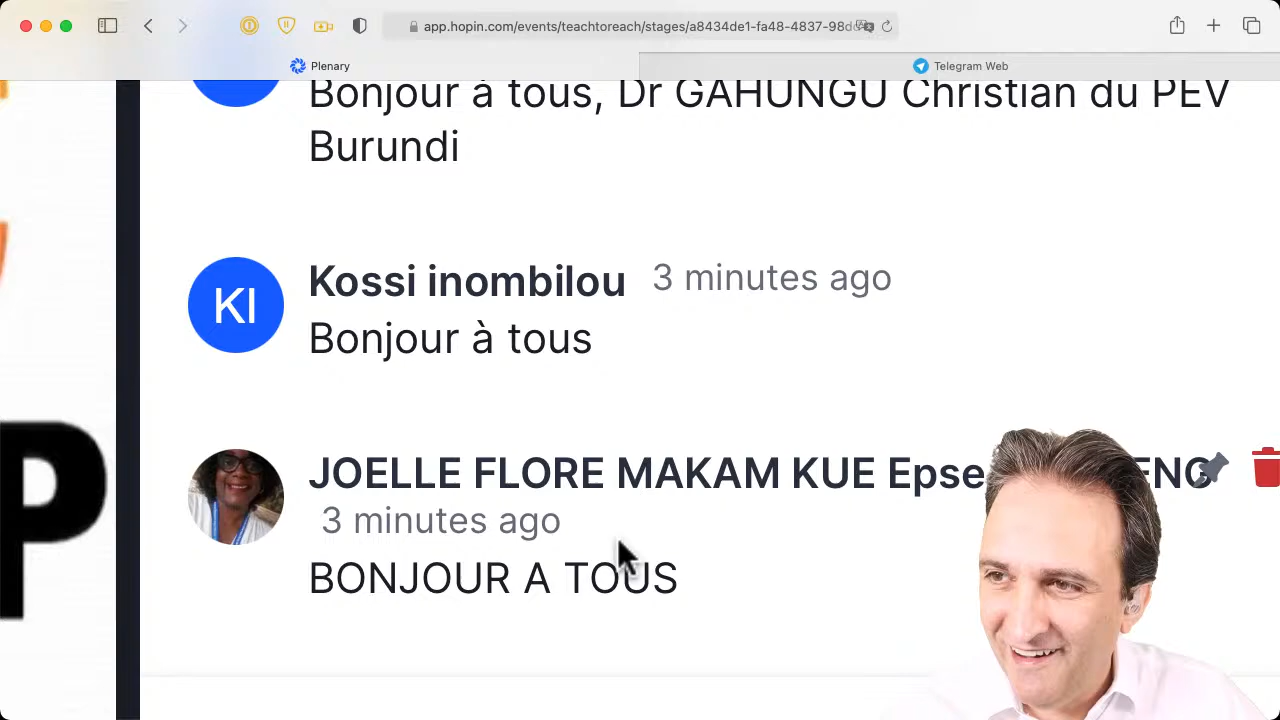 app.hopin.com/events/teachtoreach/stages/a8434de1-fa48-4837-98d
Plenary
Telegram Web
Bonjour à tous, Dr GAHUNGU Christian du PEV
Burundi
KI
Kossi inombilou 3 minutes ago
Bonjour à tous
JOELLE FLORE MAKAM KUE
3 minutes ago
BONJOUR A TOUS
P